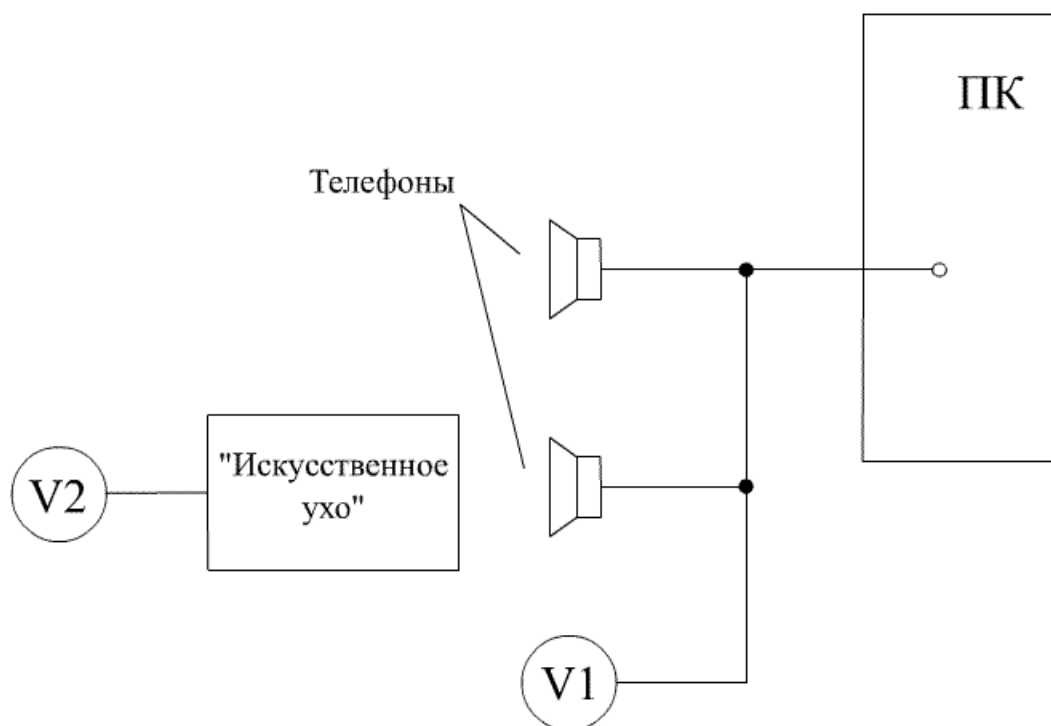 ПК
Телефоны
"Искусственное
ухо"
V2
V1